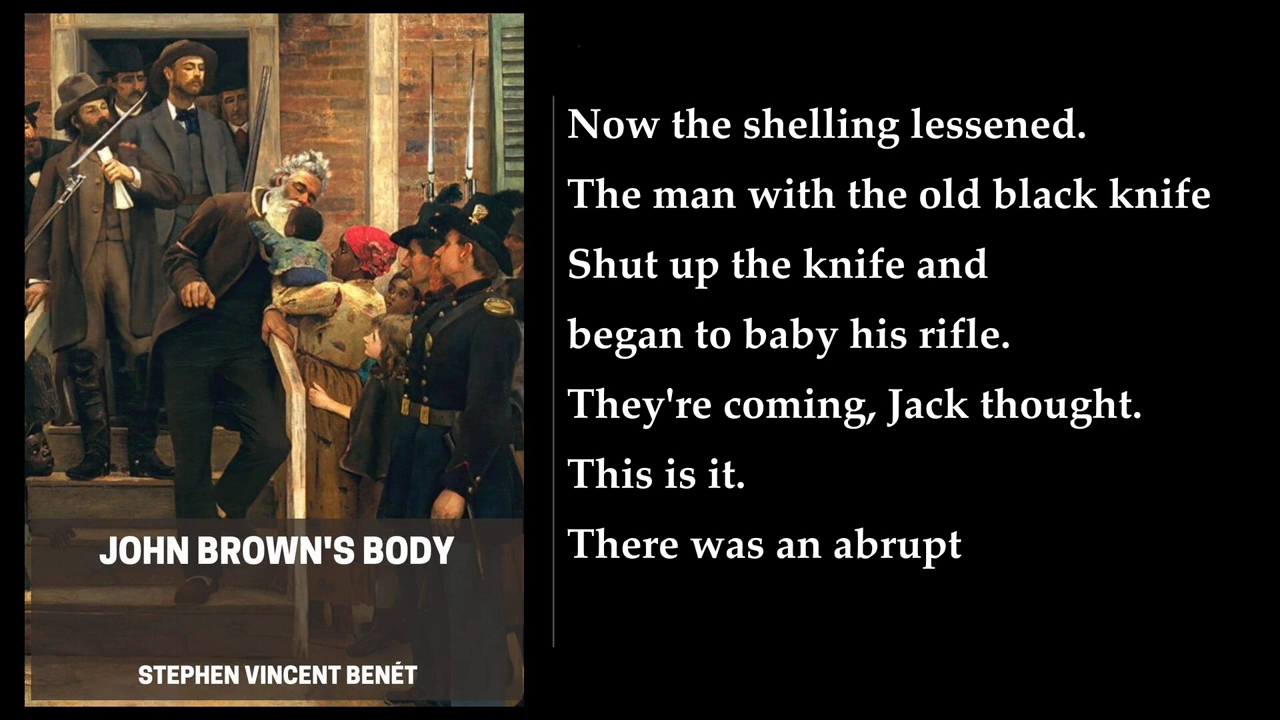 JOHN BROWN'S BODY
STEPHEN VINCENT BENÉT
Now the shelling lessened.
The man with the old black knife
Shut up the knife and
began to baby his rifle.
They're coming, Jack thought.
This is it.
There was an abrupt